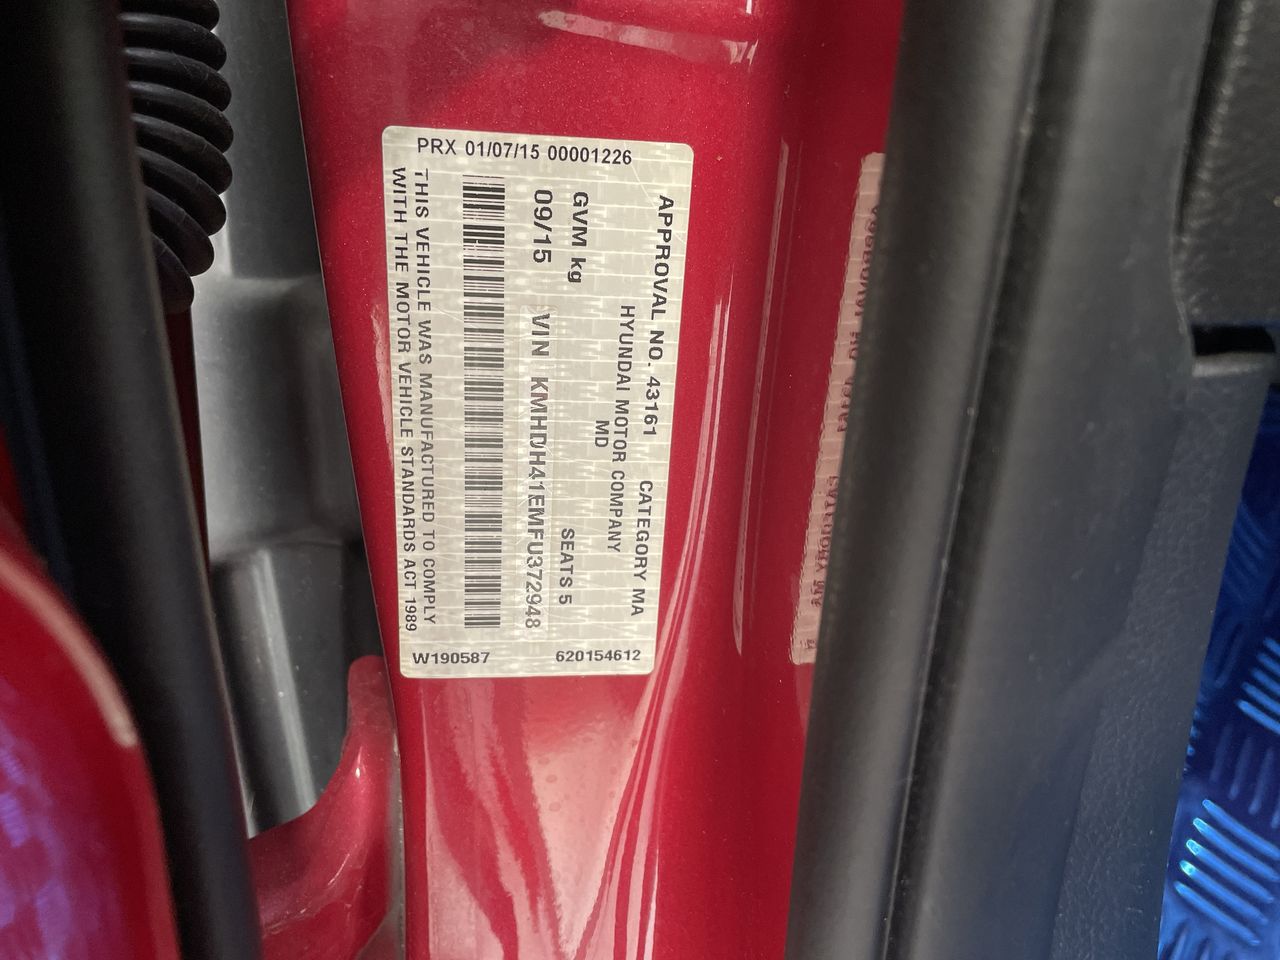 PRX 01/07/15 00001226
APPROVAL NO. 43161 CATEGORY MA
HYUNDAI MOTOR COMPANY
MD
GVM kg SEATS 5
09/15 VIN KMHDH41EMFU372948
THIS VEHICLE WAS MANUFACTURED TO COMPLY
WITH THE MOTOR VEHICLE STANDARDS ACT 1989
W190587 620154612